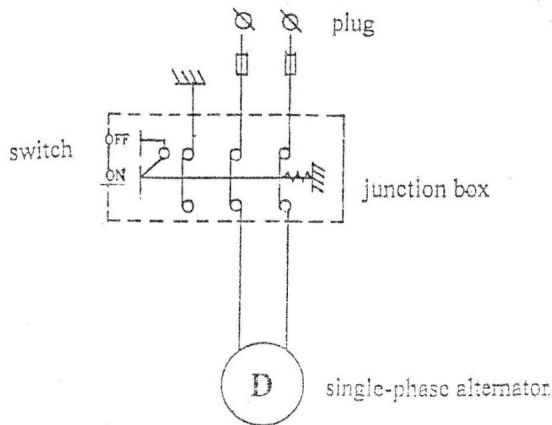 plug
OFF
switch
ON
junction box
D
single-phase alternator